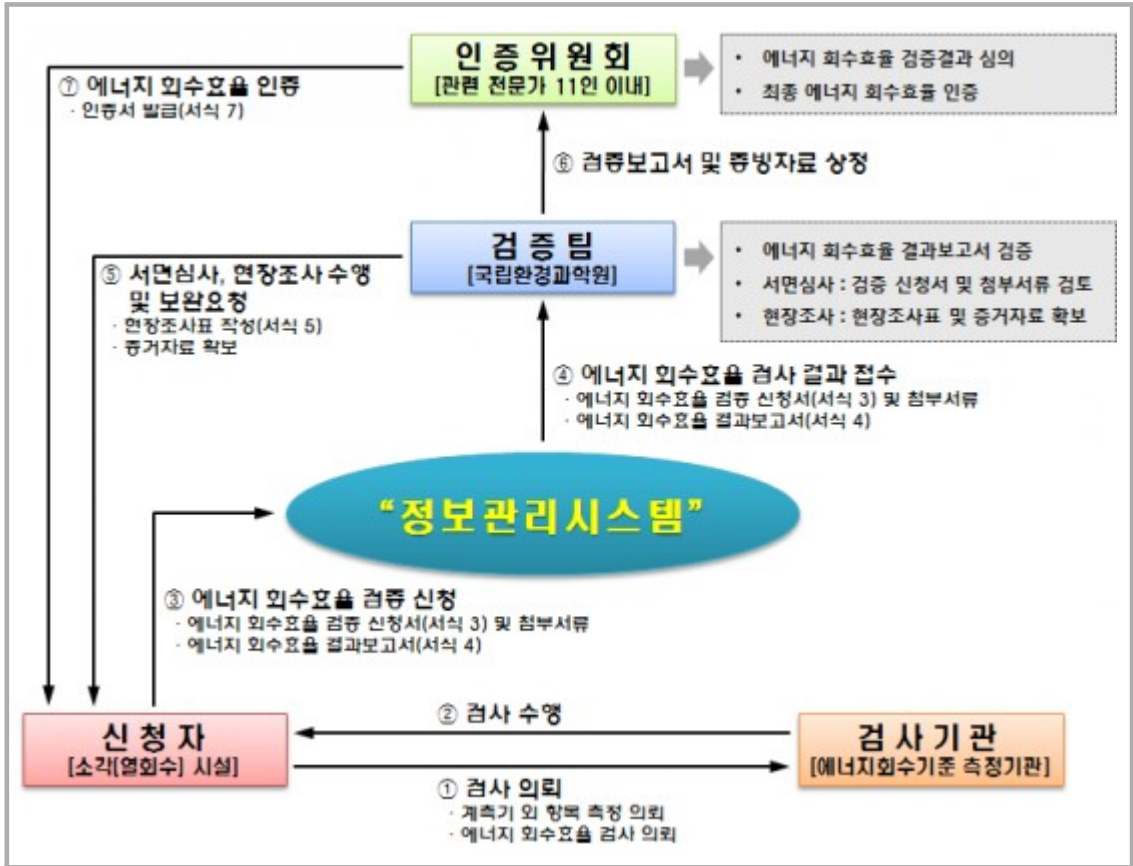 인증위원회
[관련 전문가 11인 이내]
• 에너지 회수효율 검증결과 심의
• 최종 에너지 회수효율 인증
⑦ 에너지 회수효율 인증
· 인증서 발급(서식 7)
⑥ 검증보고서 및 증빙자료 상정
검증팀
[국립환경과학원]
• 에너지 회수효율 결과보고서 검증
• 서면심사 : 검증 신청서 및 첨부서류 검토
• 현장조사 : 현장조사표 및 증거자료 확보
⑤ 서면심사, 현장조사 수행
및 보완요청
· 현장조사표 작성(서식 5)
· 증거자료 확보
④ 에너지 회수효율 검사 결과 접수
· 에너지 회수효율 검증 신청서(서식 3) 및 첨부서류
· 에너지 회수효율 결과보고서(서식 4)
“정보관리시스템”
③ 에너지 회수효율 검증 신청
· 에너지 회수효율 검증 신청서(서식 3) 및 첨부서류
· 에너지 회수효율 결과보고서(서식 4)
신청자
[소각(열회수) 시설]
② 검사 수행
검사기관
[에너지회수기준 측정기관]
① 검사 의뢰
· 계측기 외 항목 측정 의뢰
· 에너지 회수효율 검사 의뢰